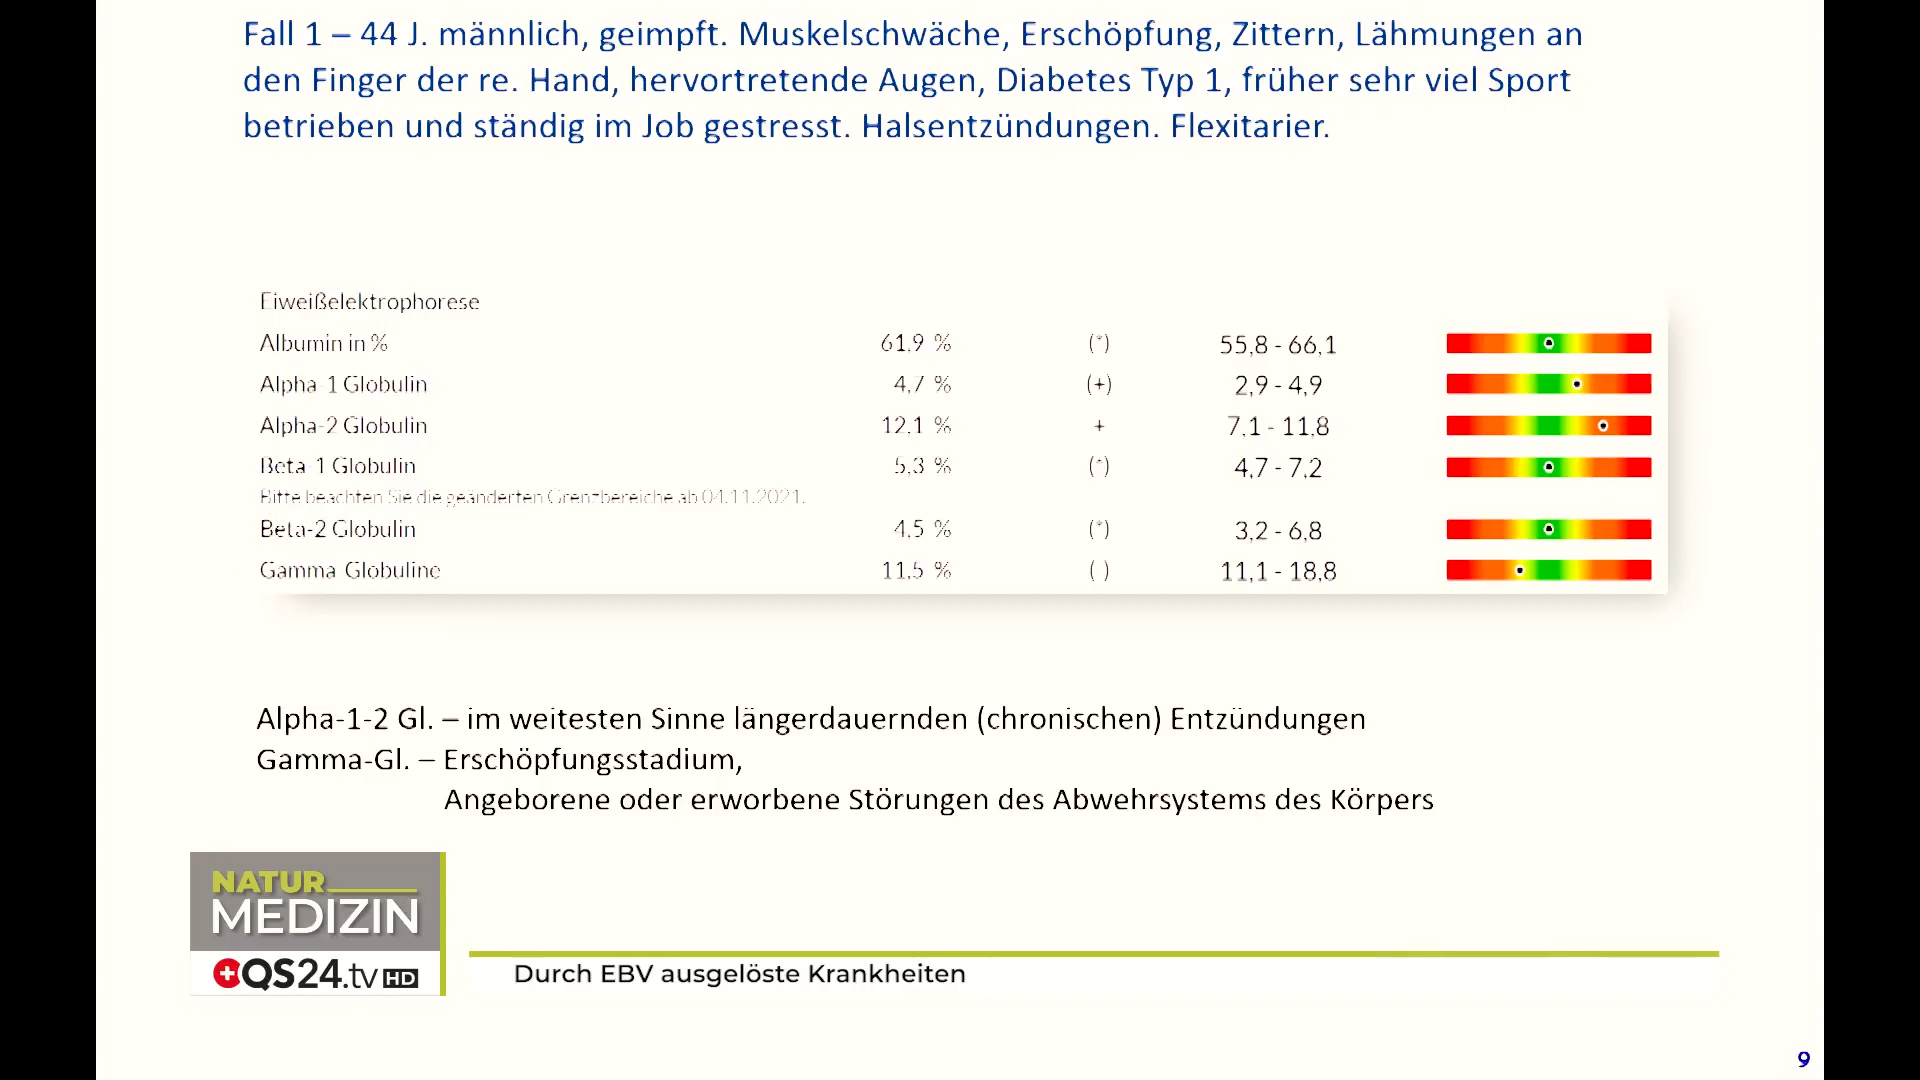 Fall 1 – 44 J. männlich, geimpft. Muskelschwäche, Erschöpfung, Zittern, Lähmungen an
den Finger der re. Hand, hervortretende Augen, Diabetes Typ 1, früher sehr viel Sport
betrieben und ständig im Job gestresst. Halsentzündungen. Flexitarier.
Eiweißelektrophorese
Albumin in % 61,9 % (*) 55,8 - 66,1
Alpha-1 Globulin 4,7 % (+) 2,9 - 4,9
Alpha-2 Globulin 12,1 % + 7,1 - 11,8
Beta-1 Globulin 5,3 % (*) 4,7 - 7,2
Bitte beachten Sie die geänderten Grenzbereiche ab 04.11.2021.
Beta-2 Globulin 4,5 % (*) 3,2 - 6,8
Gamma-Globuline 11,5 % ( ) 11,1 - 18,8
Alpha-1-2 Gl. – im weitesten Sinne längerdauernden (chronischen) Entzündungen
Gamma-Gl. – Erschöpfungsstadium,
Angeborene oder erworbene Störungen des Abwehrsystems des Körpers
NATUR
MEDIZIN
QS24.tv HD
Durch EBV ausgelöste Krankheiten
9